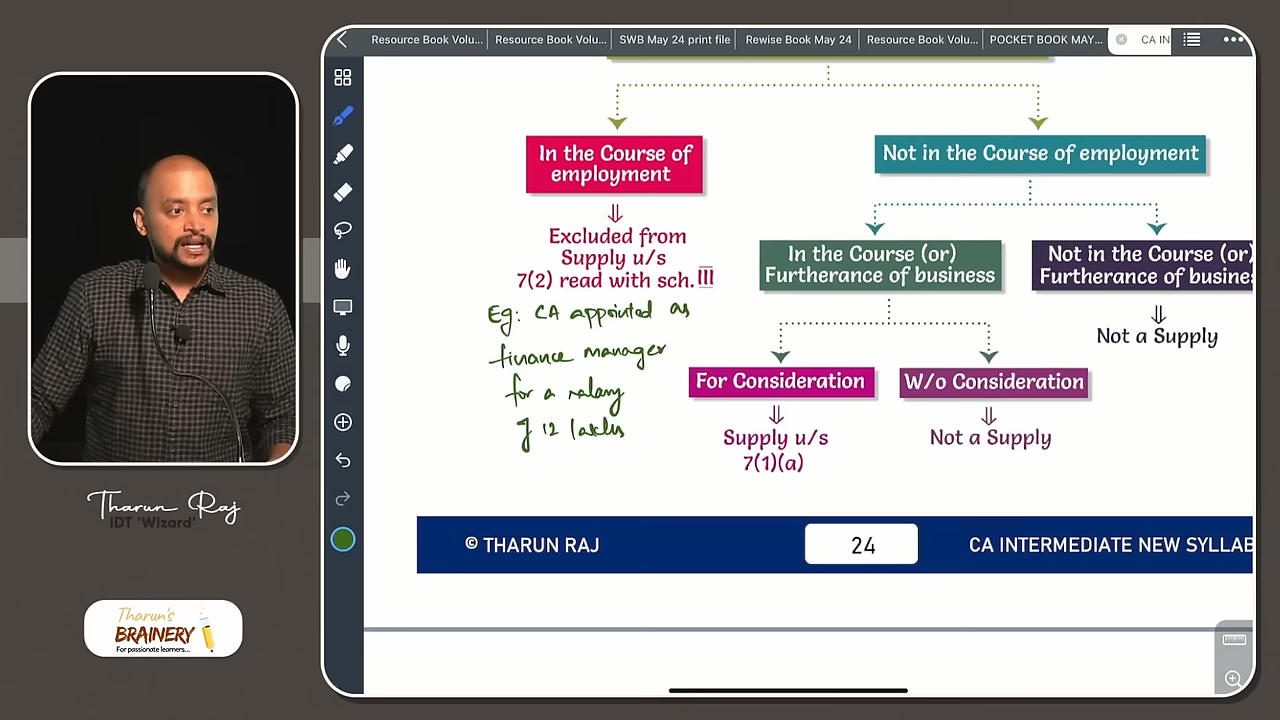 Resource Book Volu... Resource Book Volu... SWB May 24 print file Rewise Book May 24 Resource Book Volu... POCKET BOOK MAY... CA IN
In the Course of
employment
Not in the Course of employment
Excluded from
Supply u/s
7(2) read with sch. III
Eg: CA appointed as
finance manager
for a salary
of 12 lakhs
In the Course (or)
Furtherance of business
Not in the Course (or)
Furtherance of busine
Not a Supply
For Consideration
W/o Consideration
Supply u/s
7(1)(a)
Not a Supply
© THARUN RAJ
24
CA INTERMEDIATE NEW SYLLAB
Tharun Raj
IDT 'Wizard'
Tharun's
BRAINERY
For passionate learners...